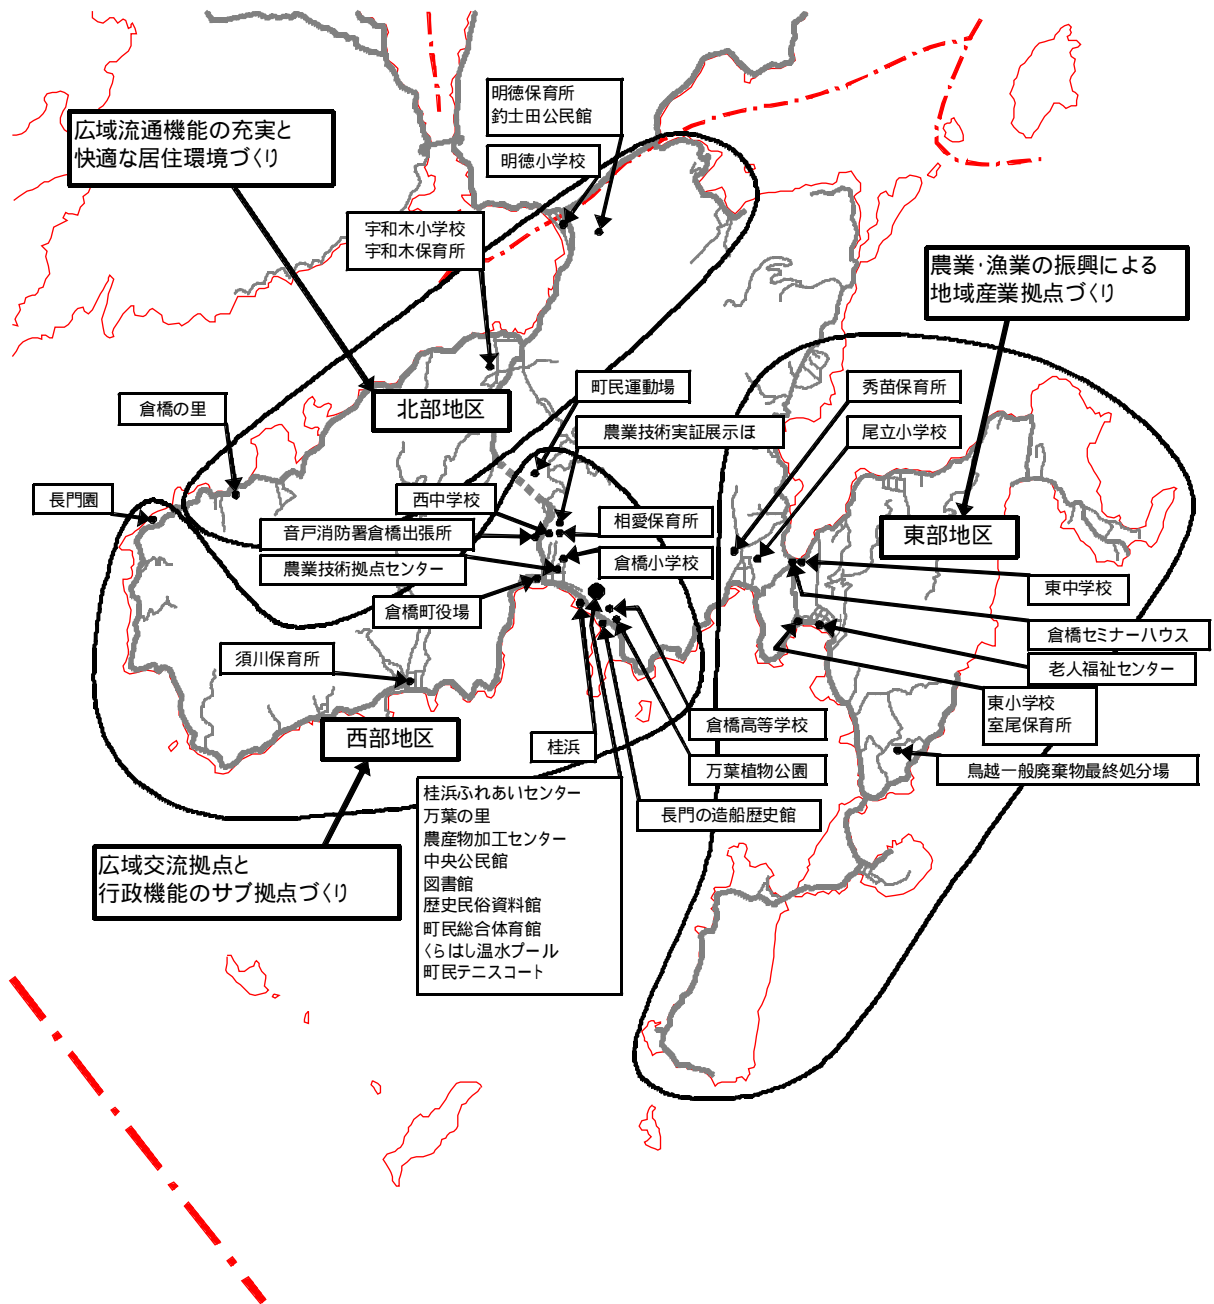 明徳保育所
釣士田公民館
広域流通機能の充実と
快適な居住環境づくり
明徳小学校
宇和木小学校
宇和木保育所
農業・漁業の振興による
地域産業拠点づくり
町民運動場
秀苗保育所
倉橋の里
北部地区
農業技術実証展示ほ
尾立小学校
長門園
西中学校
相愛保育所
音戸消防署倉橋出張所
東部地区
農業技術拠点センター
倉橋小学校
東中学校
倉橋町役場
倉橋セミナーハウス
須川保育所
老人福祉センター
東小学校
室尾保育所
倉橋高等学校
西部地区
桂浜
万葉植物公園
鳥越一般廃棄物最終処分場
桂浜ふれあいセンター
万葉の里
農産物加工センター
中央公民館
図書館
歴史民俗資料館
町民総合体育館
くらはし温水プール
町民テニスコート
長門の造船歴史館
広域交流拠点と
行政機能のサブ拠点づくり